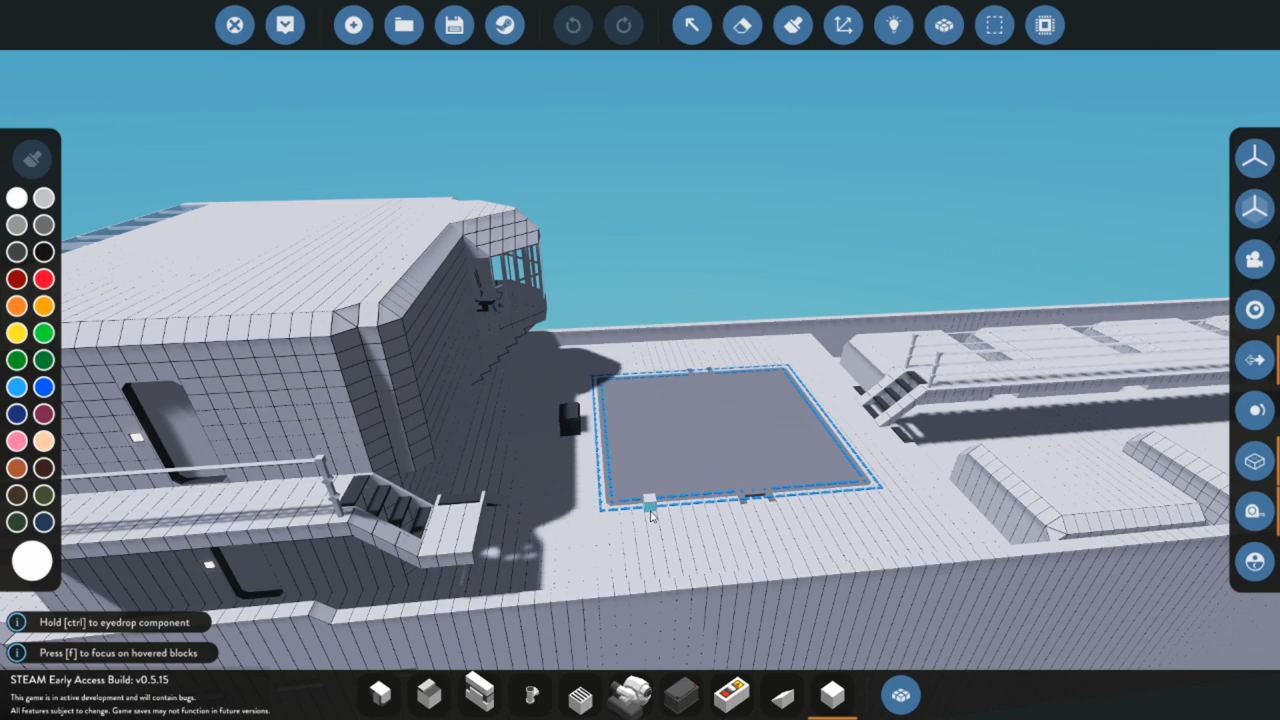 Hold [ctrl] to eyedrop component
Press [f] to focus on hovered blocks
STEAM Early Access Build: v0.5.15
This game is in active development and will contain bugs.
All features subject to change. Game saves may not function in future versions.